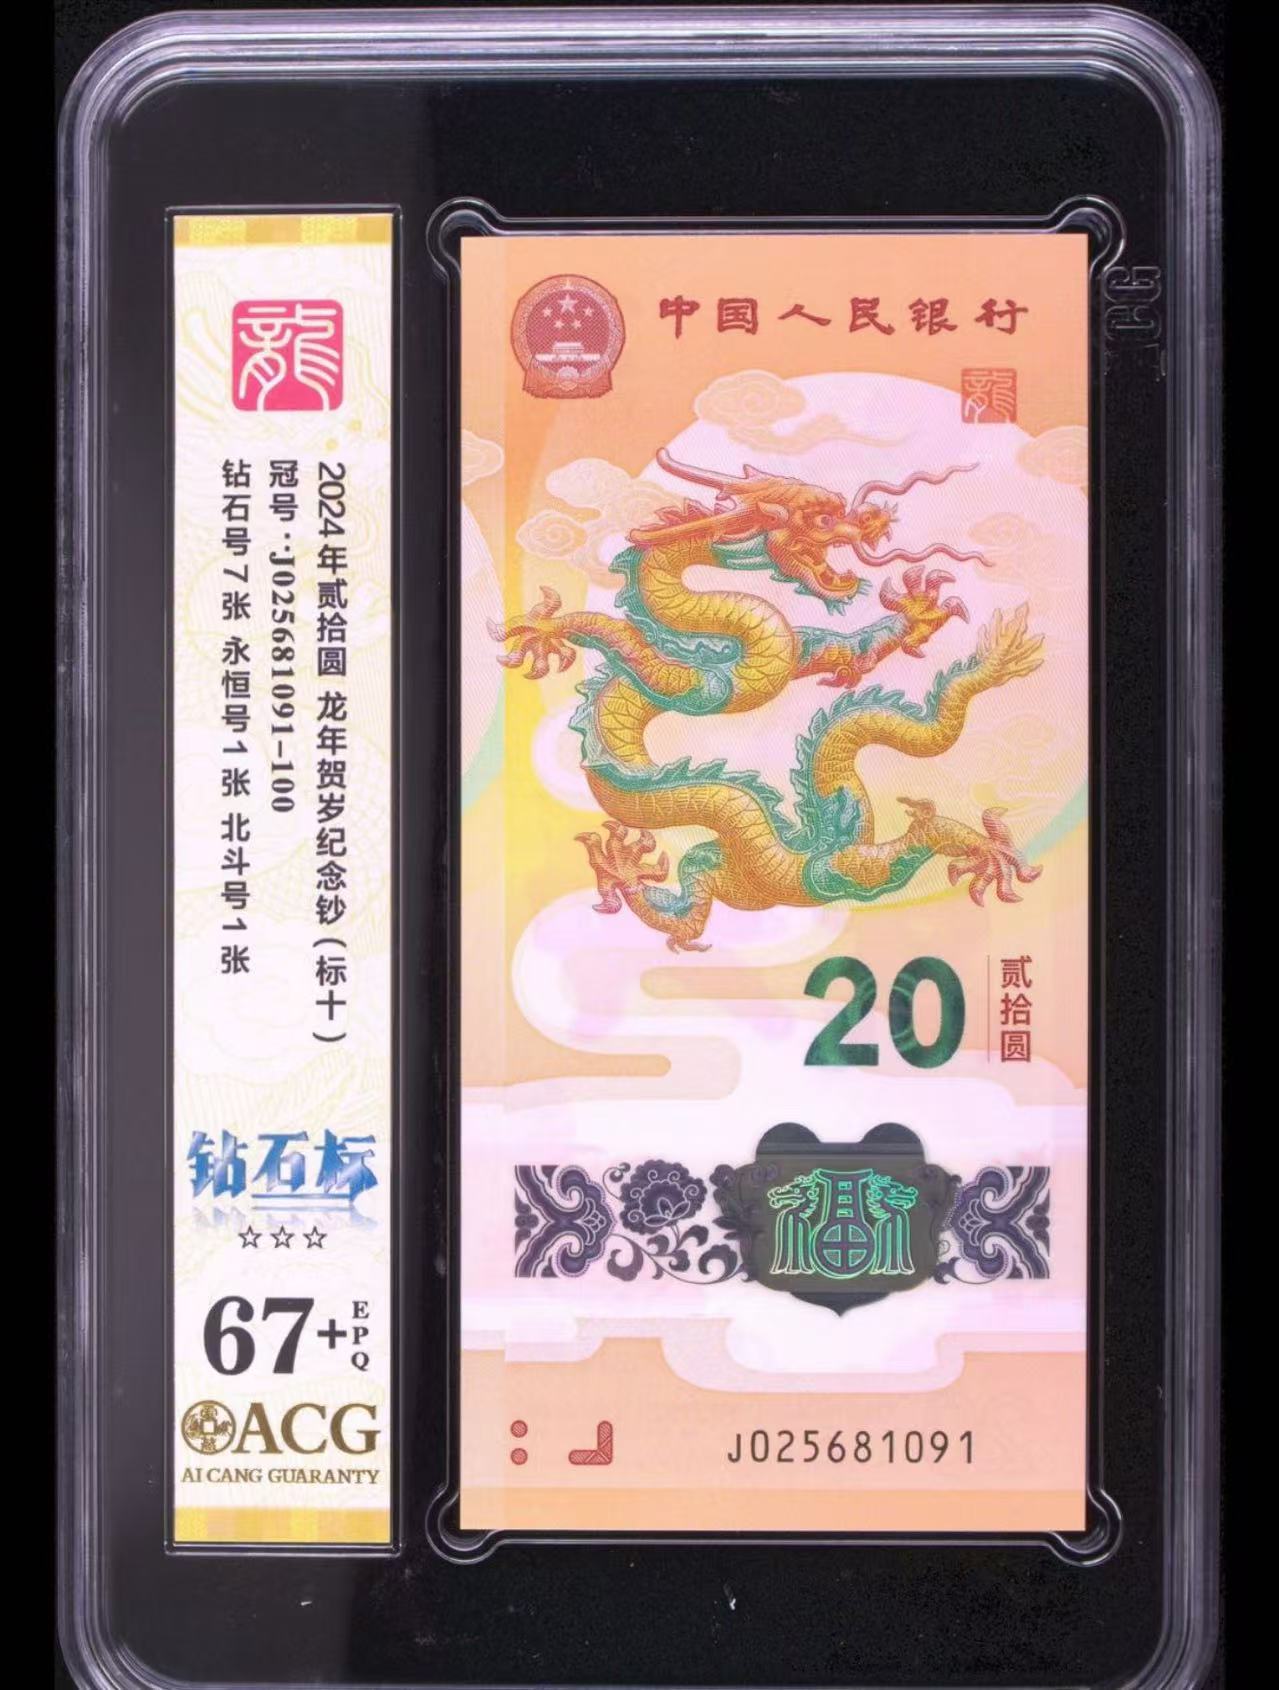 龍
2024年贰拾圆 龙年贺岁纪念钞(标十)
冠号:J025681091-100
钻石号7张 永恒号1张 北斗号1张
钻石标
☆☆☆
67+
EPQ
ACG
AI CANG GUARANTY
中国人民银行
龍
20
贰拾圆
福
J025681091